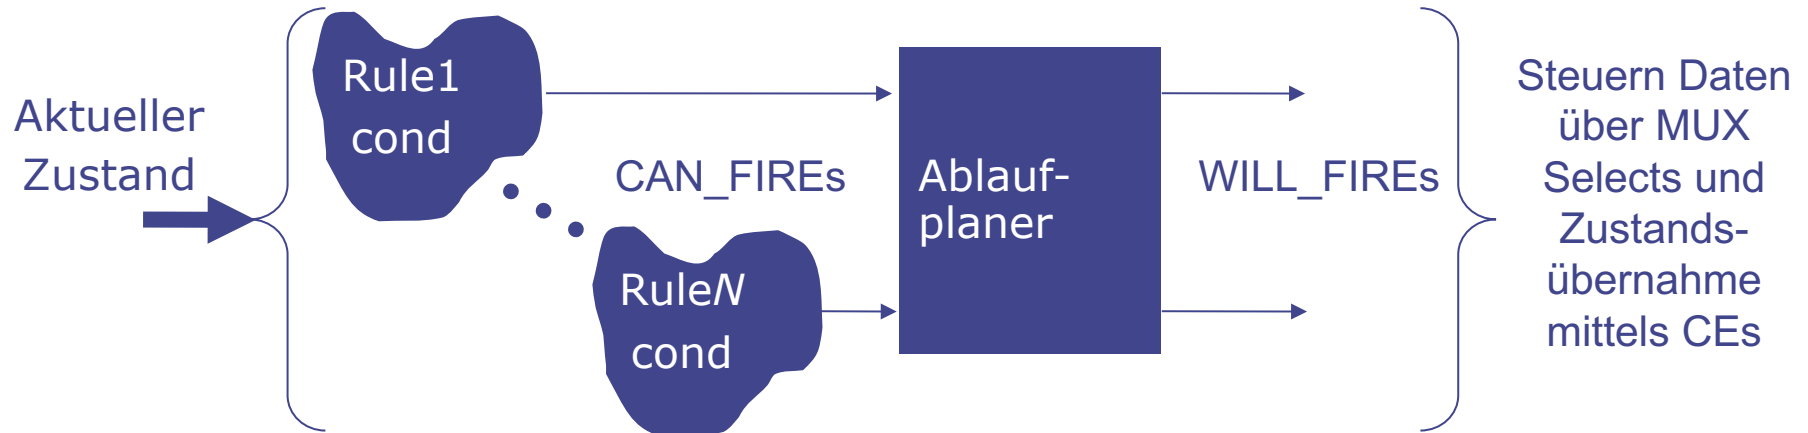 Aktueller
Zustand
Rule1
cond
CAN_FIREs
RuleN
cond
Ablauf-
planer
WILL_FIREs
Steuern Daten
über MUX
Selects und
Zustands-
übernahme
mittels CEs